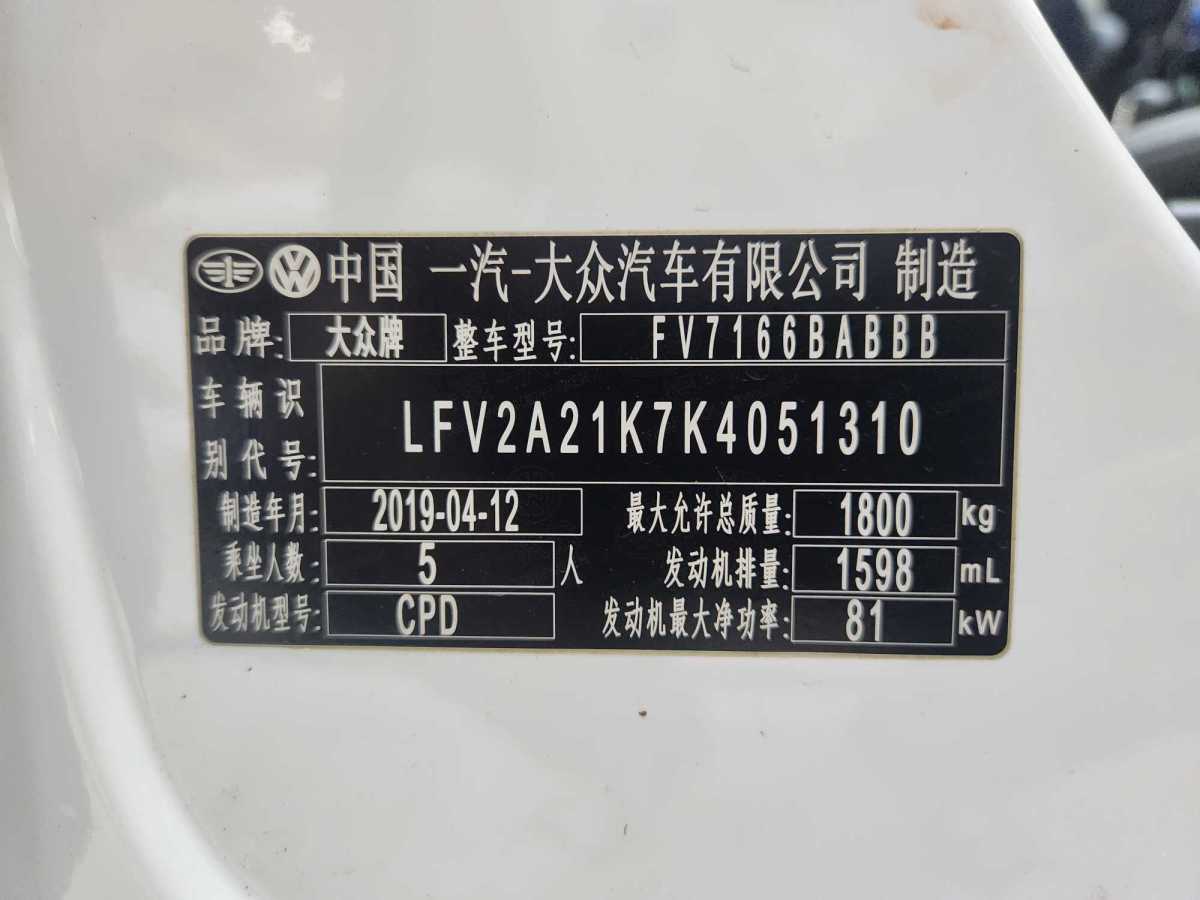 中国 一汽-大众汽车有限公司 制造
品牌: 大众牌 整车型号: FV7166BABBB
车辆识别代号: LFV2A21K7K4051310
制造年月: 2019-04-12 最大允许总质量: 1800 kg
乘坐人数: 5 人 发动机排量: 1598 mL
发动机型号: CPD 发动机最大净功率: 81 kW